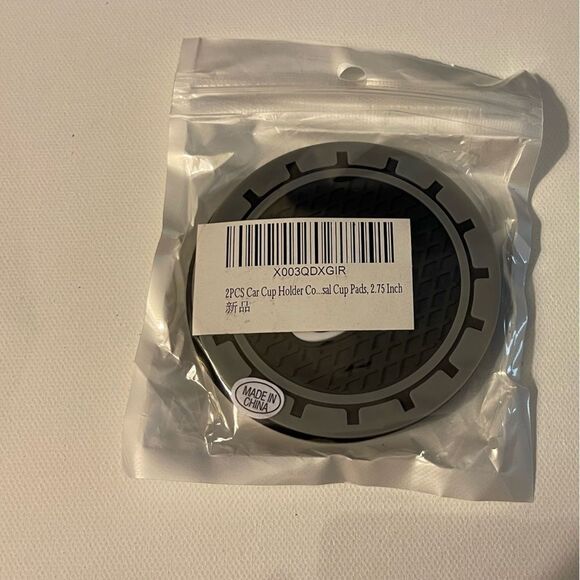 X003QDXGIR
2PCS Car Cup Holder Co...sal Cup Pads, 2.75 Inch
新品
MADE IN
CHINA